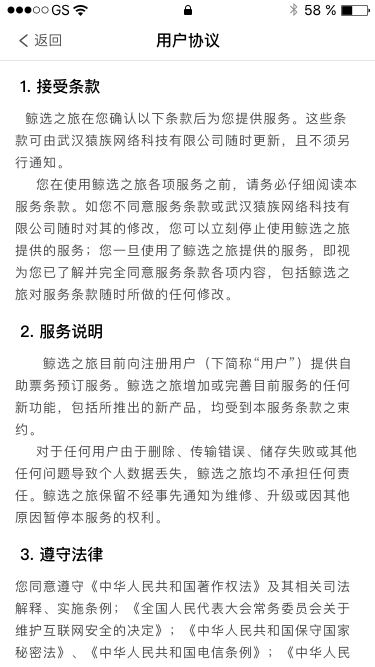 GS 58 %
返回
用户协议
1. 接受条款
鲸选之旅在您确认以下条款后为您提供服务。这些条
款可由武汉猿族网络科技有限公司随时更新，且不须另
行通知。
您在使用鲸选之旅各项服务之前，请务必仔细阅读本
服务条款。如您不同意服务条款或武汉猿族网络科技有
限公司随时对其的修改，您可以立刻停止使用鲸选之旅
提供的服务；您一旦使用了鲸选之旅提供的服务，即视
为您已了解并完全同意服务条款各项内容，包括鲸选之
旅对服务条款随时所做的任何修改。
2. 服务说明
鲸选之旅目前向注册用户（下简称“用户”）提供自
助票务预订服务。鲸选之旅增加或完善目前服务的任何
新功能，包括所推出的新产品，均受到本服务条款之束
约。
对于任何用户由于删除、传输错误、储存失败或其他
任何问题导致个人数据丢失，鲸选之旅均不承担任何责
任。鲸选之旅保留不经事先通知为维修、升级或因其他
原因暂停本服务的权利。
3. 遵守法律
您同意遵守《中华人民共和国著作权法》及其相关司法
解释、实施条例；《全国人民代表大会常务委员会关于
维护互联网安全的决定》；《中华人民共和国保守国家
秘密法》、《中华人民共和国电信条例》；《中华人民